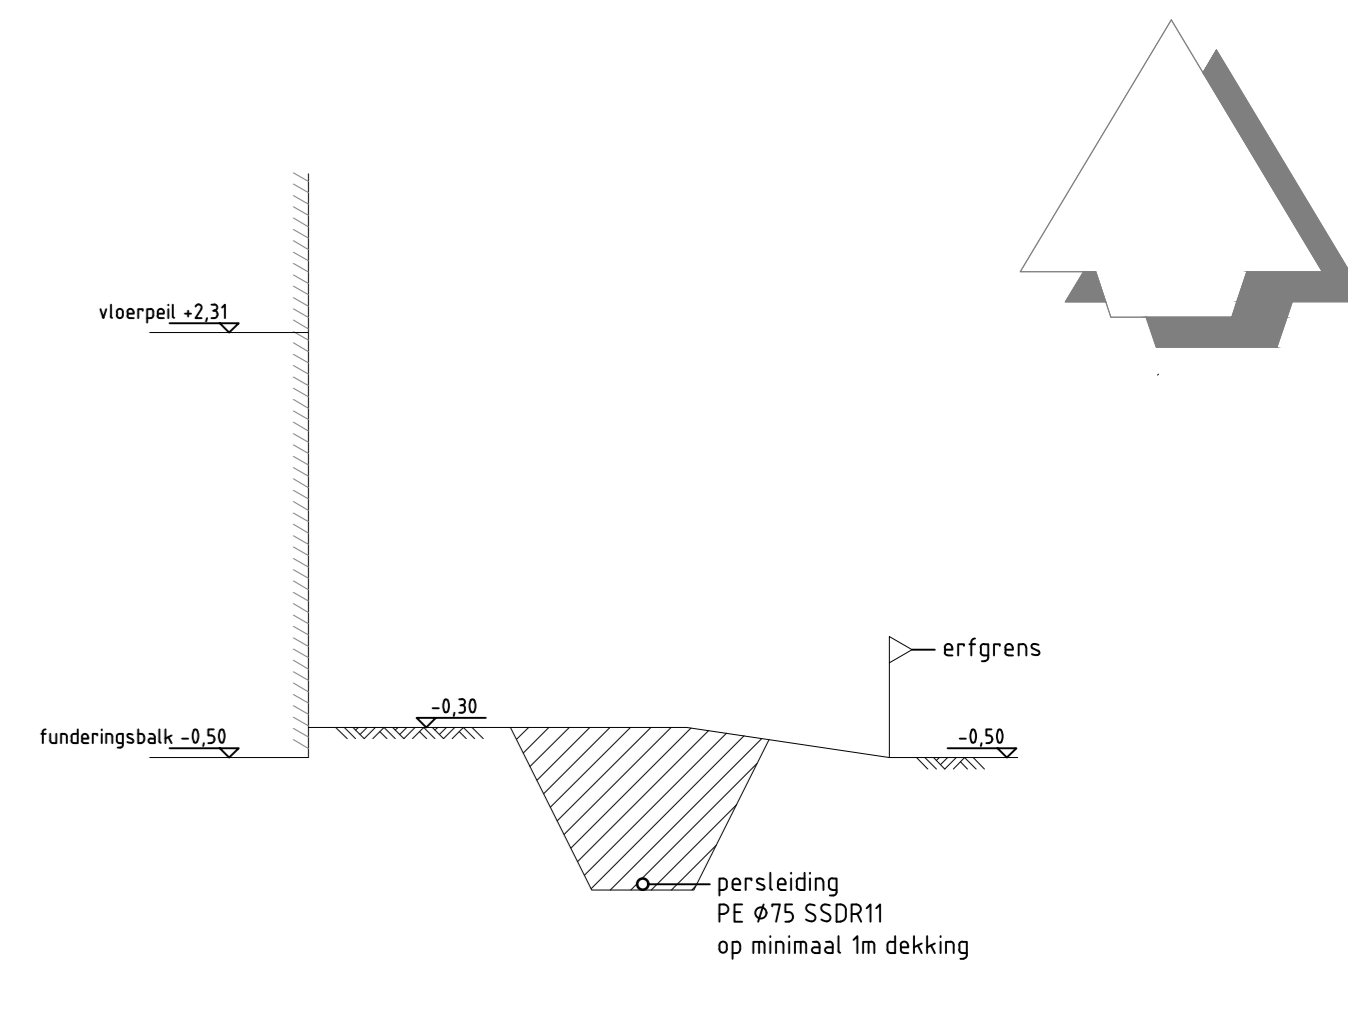 vloerpeil +2,31
erfgrens
-0,30
funderingsbalk -0,50
-0,50
persleiding
PE Ø75 SSDR11
op minimaal 1m dekking